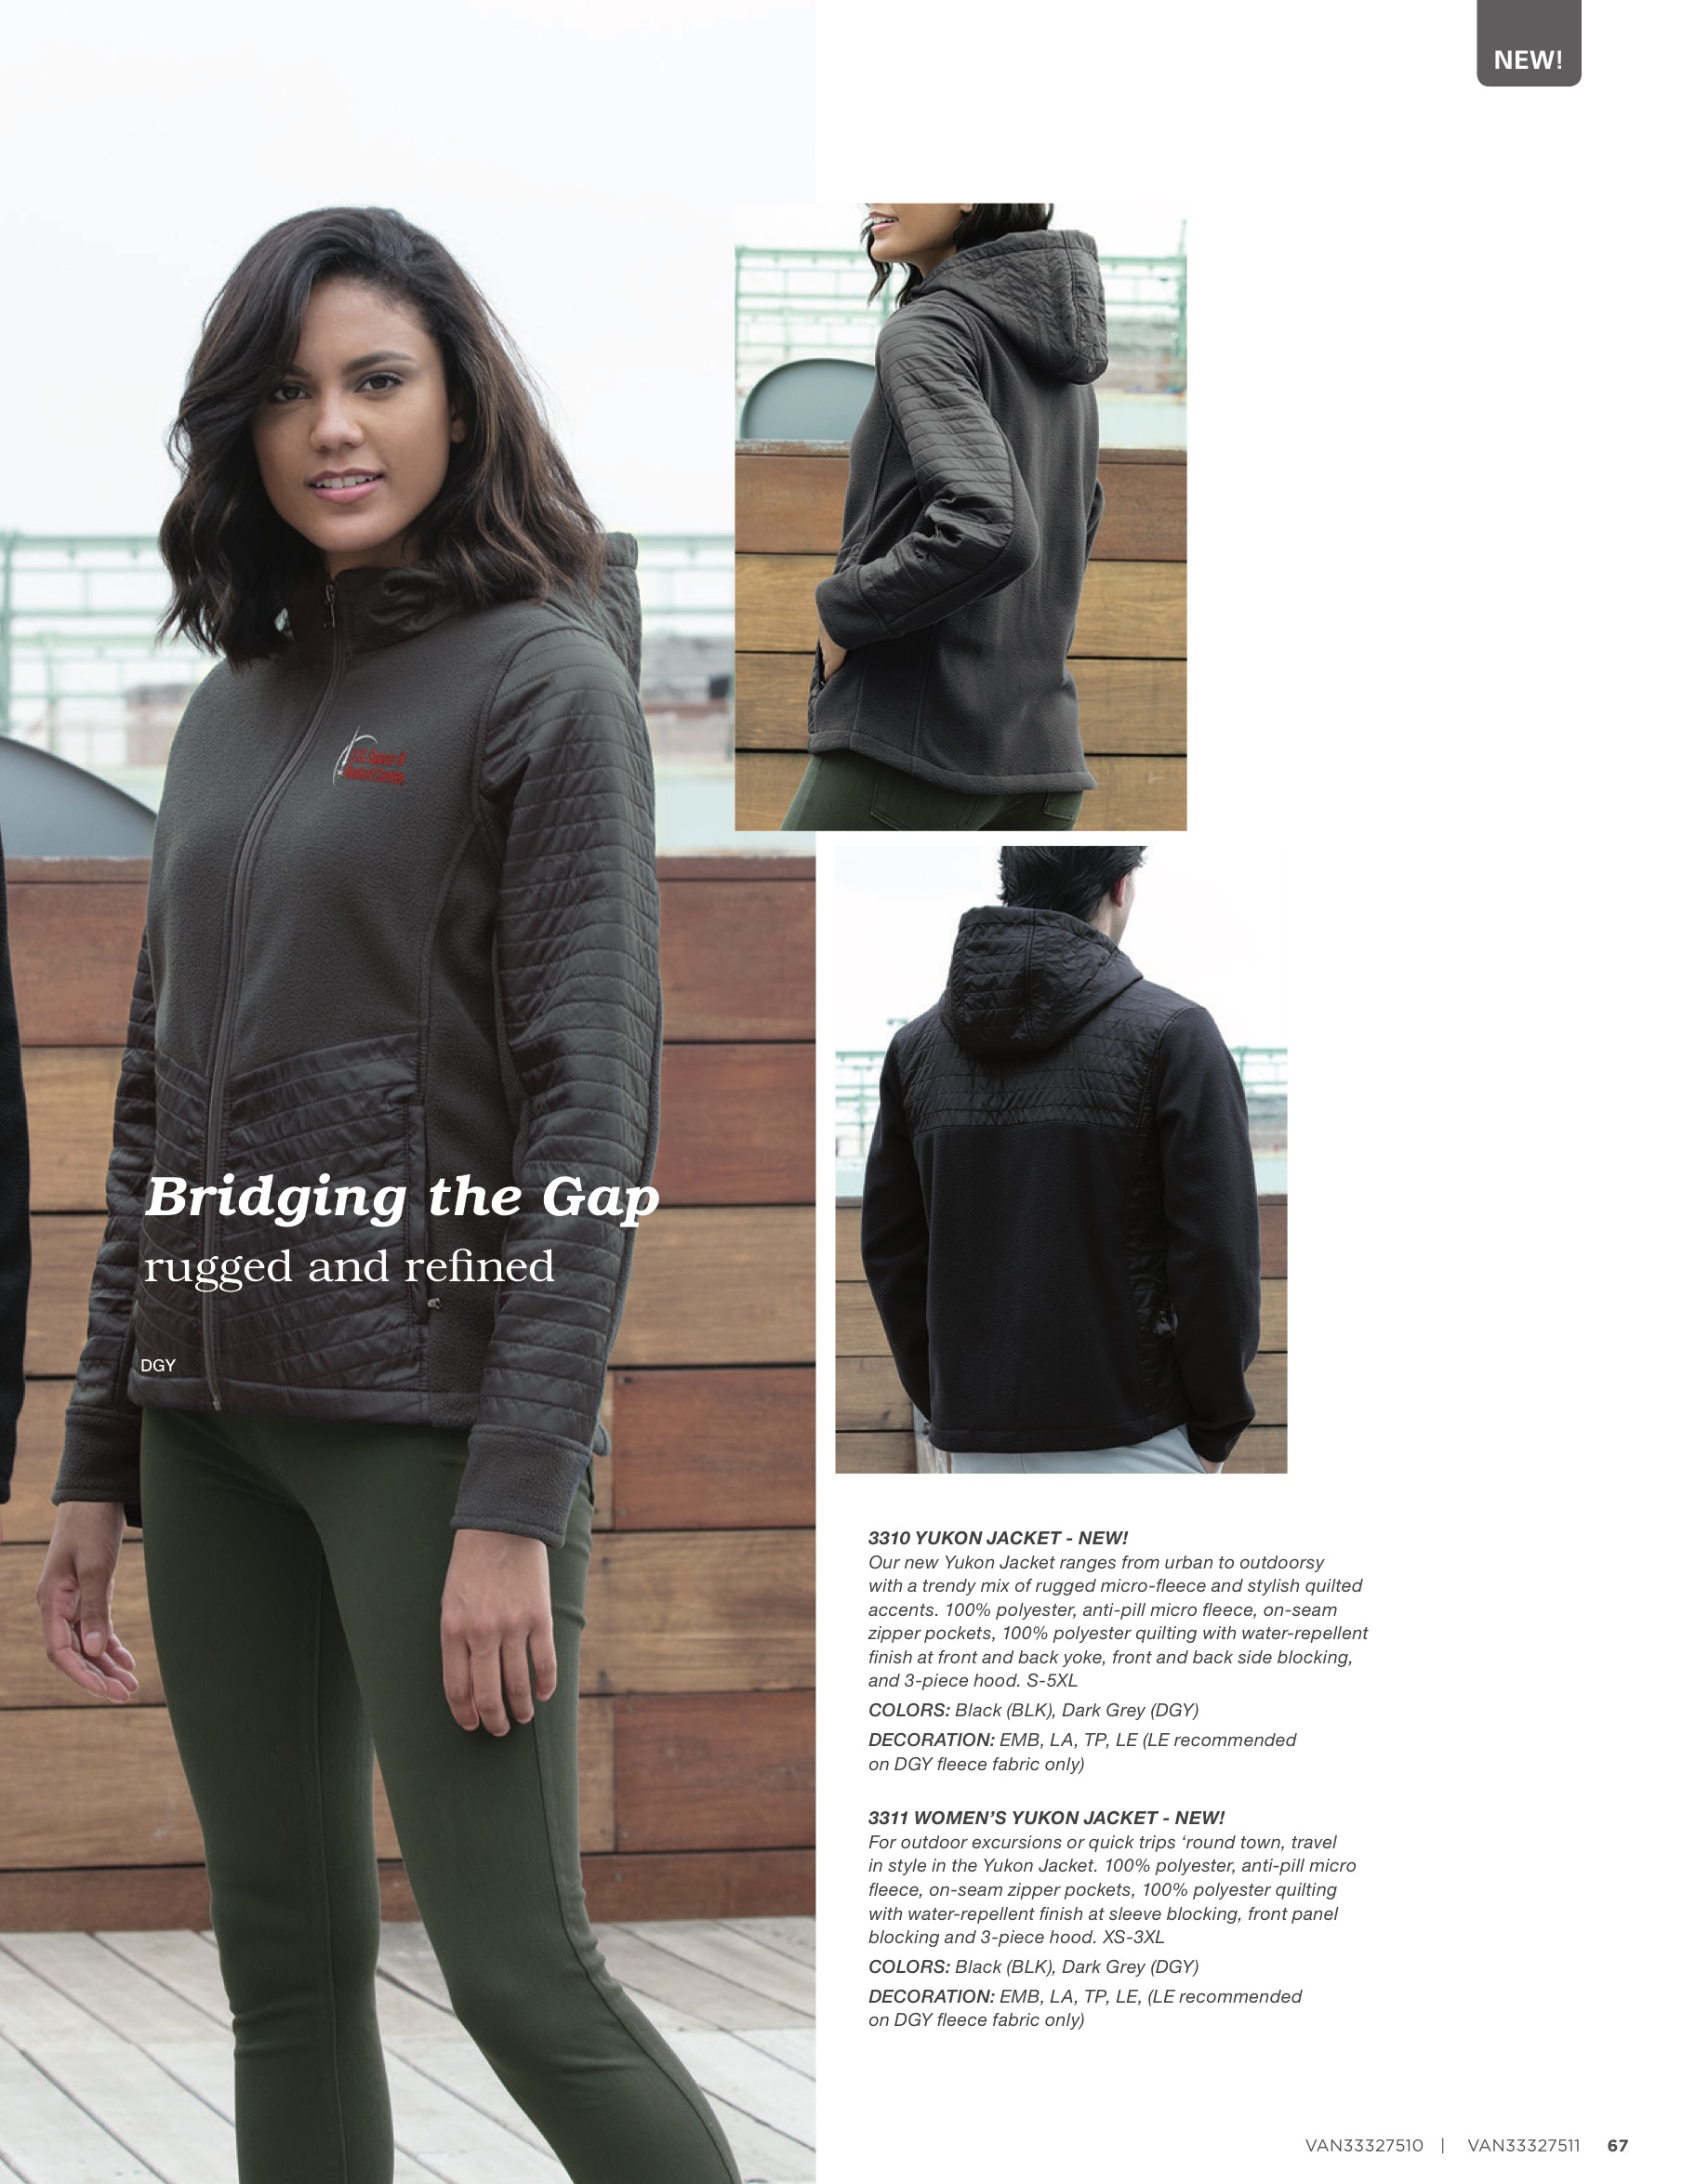 NEW!
U.S. Space &
Rocket Center
Bridging the Gap
rugged and refined
DGY
3310 YUKON JACKET - NEW!
Our new Yukon Jacket ranges from urban to outdoorsy
with a trendy mix of rugged micro-fleece and stylish quilted
accents. 100% polyester, anti-pill micro fleece, on-seam
zipper pockets, 100% polyester quilting with water-repellent
finish at front and back yoke, front and back side blocking,
and 3-piece hood. S-5XL
COLORS: Black (BLK), Dark Grey (DGY)
DECORATION: EMB, LA, TP, LE (LE recommended
on DGY fleece fabric only)
3311 WOMEN’S YUKON JACKET - NEW!
For outdoor excursions or quick trips ‘round town, travel
in style in the Yukon Jacket. 100% polyester, anti-pill micro
fleece, on-seam zipper pockets, 100% polyester quilting
with water-repellent finish at sleeve blocking, front panel
blocking and 3-piece hood. XS-3XL
COLORS: Black (BLK), Dark Grey (DGY)
DECORATION: EMB, LA, TP, LE, (LE recommended
on DGY fleece fabric only)
VAN33327510 | VAN33327511 67